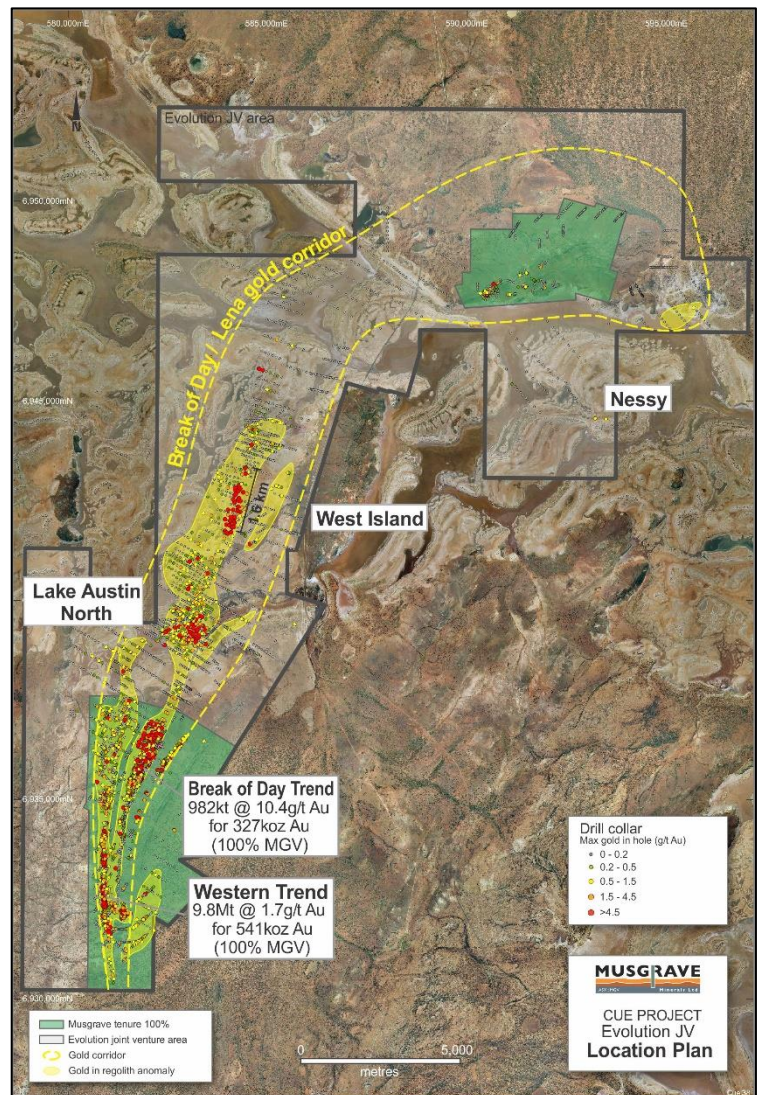 580,000mE
585,000mE
590,000mE
595,000mE
N
Evolution JV area
6,950,000mN
Break of Day / Lena gold corridor
6,945,000mN
Nessy
1.6 km
West Island
Lake Austin
North
6,935,000mN
Break of Day Trend
982kt @ 10.4g/t Au
for 327koz Au
(100% MGV)
Western Trend
9.8Mt @ 1.7g/t Au
for 541koz Au
(100% MGV)
6,930,000mN
Drill collar
Max gold in hole (g/t Au)
0 - 0.2
0.2 - 0.5
0.5 - 1.5
1.5 - 4.5
>4.5
MUSGRAVE
Minerals Ltd
CUE PROJECT
Evolution JV
Location Plan
Musgrave tenure 100%
Evolution joint venture area
Gold corridor
Gold in regolith anomaly
0
5,000
metres